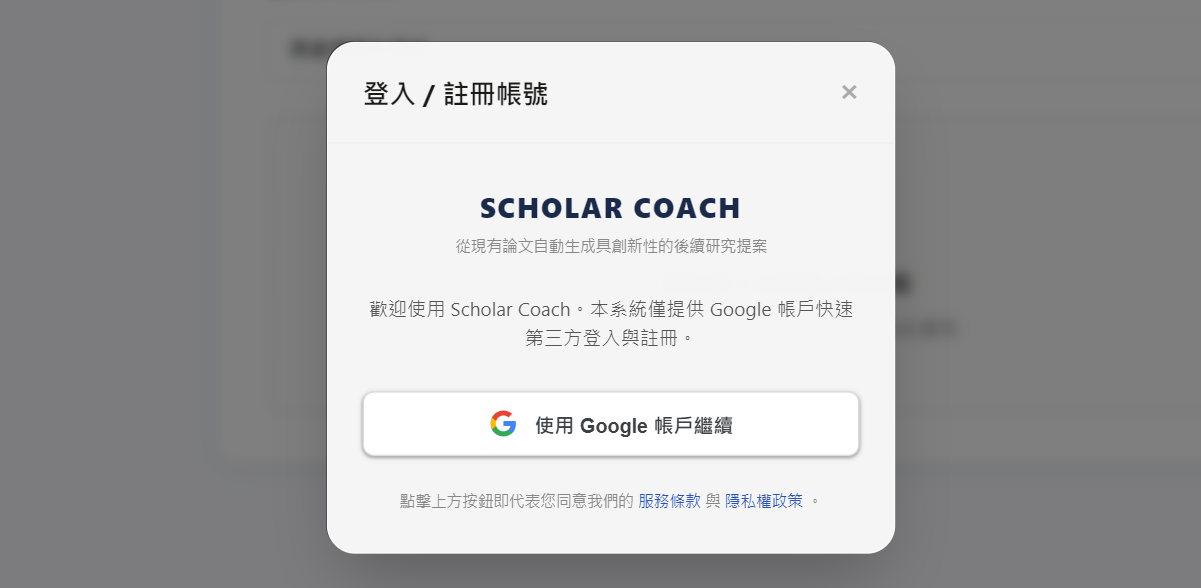 登入 / 註冊帳號
×
SCHOLAR COACH
從現有論文自動生成具創新性的後續研究提案
歡迎使用 Scholar Coach。本系統僅提供 Google 帳戶快速
第三方登入與註冊。
使用 Google 帳戶繼續
點擊上方按鈕即代表您同意我們的 服務條款 與 隱私權政策 。